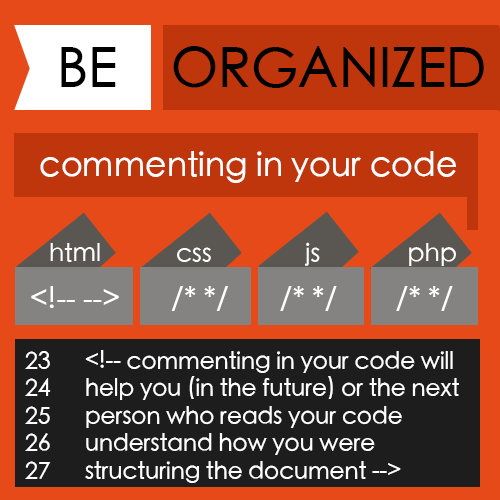 BE ORGANIZED
commenting in your code
html css js php
<!-- --> /* */ /* */ /* */
23 <!-- commenting in your code will
24 help you (in the future) or the next
25 person who reads your code
26 understand how you were
27 structuring the document -->